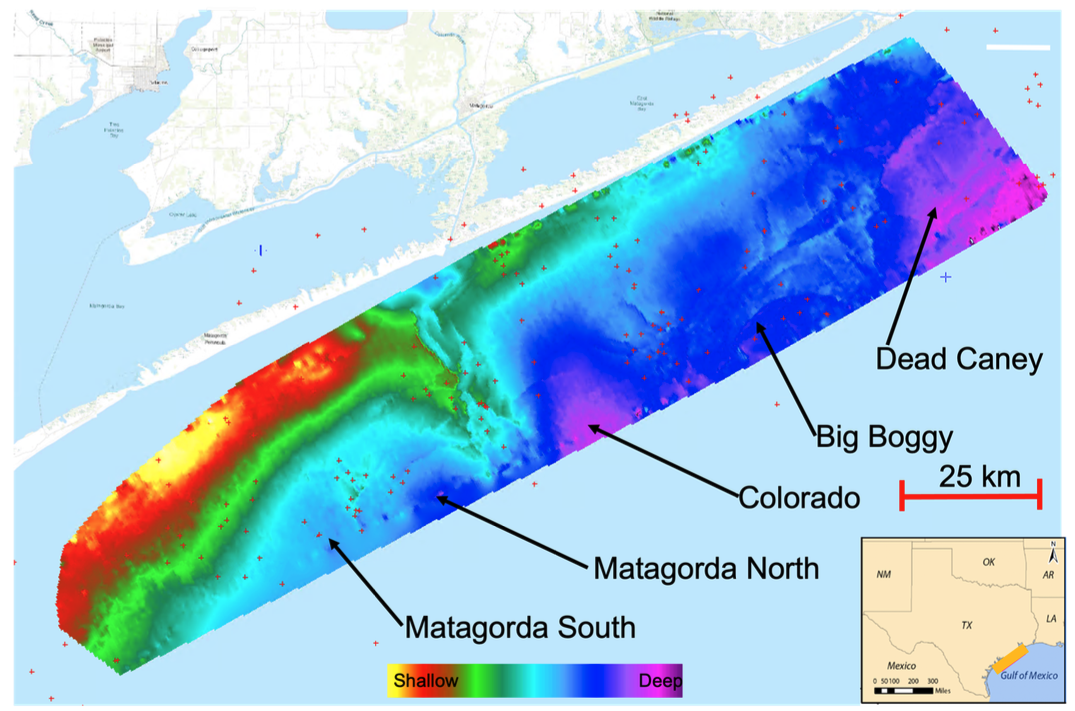 Matagorda
Dead Caney
Big Boggy
Colorado
25 km
Matagorda North
Matagorda South
Shallow
Deep
N
NM
OK
AR
TX
LA
Mexico
Gulf of Mexico
0 50 100 200 300
Miles